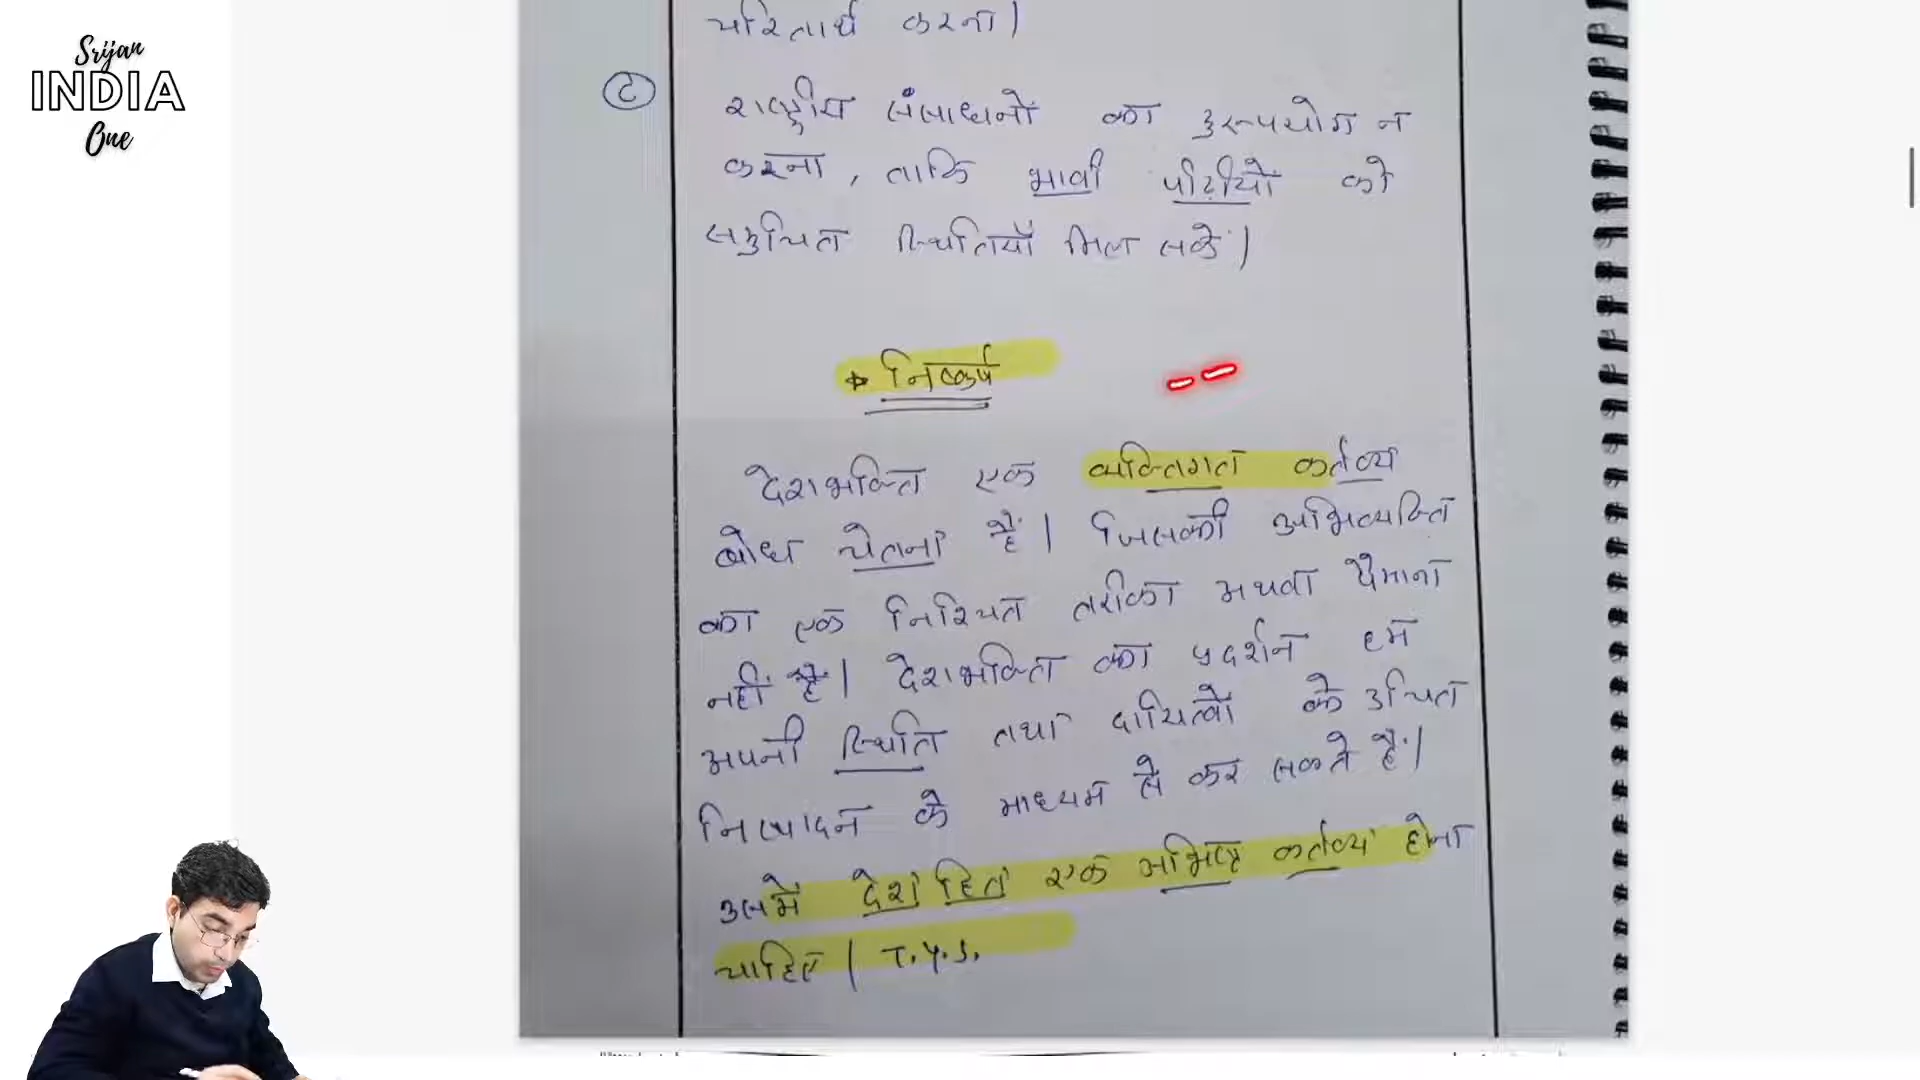 Srijan
INDIA
One
चरितार्थ करना।
C
राष्ट्रीय संसाधनों का दुरूपयोग न
करना, ताकि भावी पीढ़ीयों को
समुचित स्थितियाँ मिल सकें।
* निष्कर्ष
देशभक्ति एक व्यक्तिगत कर्तव्य
बोध चेतना है। जिसकी अभिव्यक्ति
का एक निश्चित तरीका अथवा पैमाना
नहीं है। देशभक्ति का प्रदर्शन हम
अपनी स्थिति तथा दायित्वों के उचित
निष्पादन के माध्यम से कर सकते हैं।
उसमें देश हित एक अभिन्न कर्तव्य होना
चाहिए। T.Y.S.